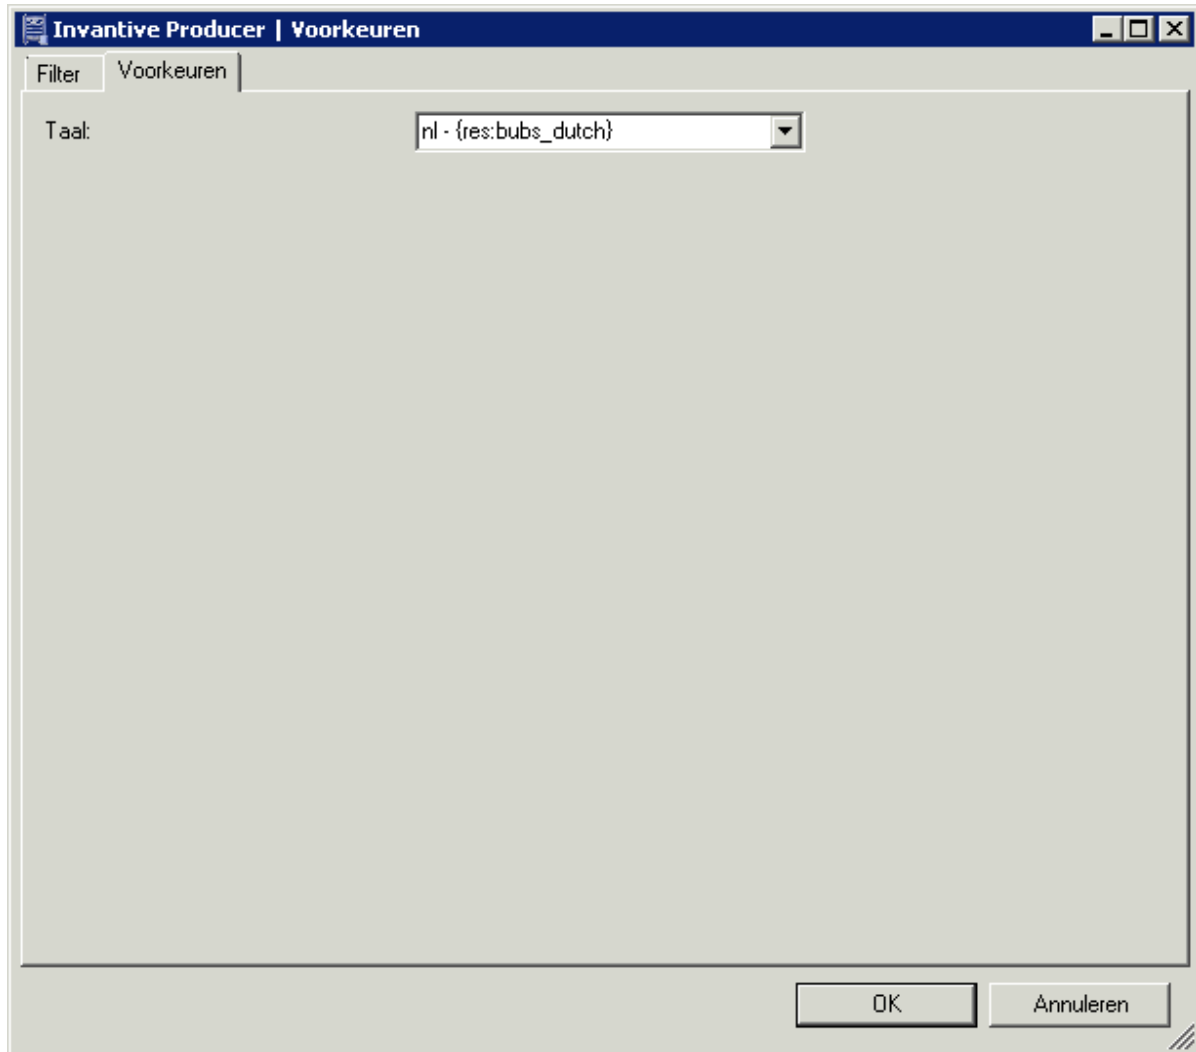 Invantive Producer | Voorkeuren
Filter Voorkeuren
Taal: nl - {res:bubs_dutch}
OK Annuleren